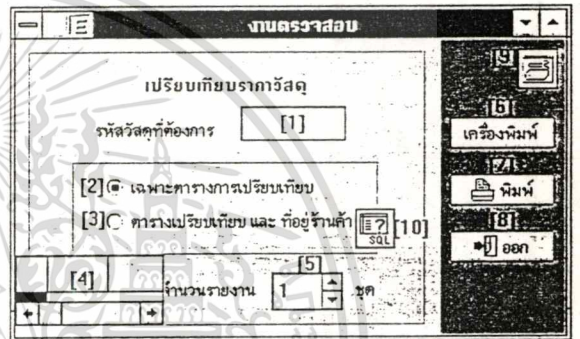 งานตรวจสอบ
เปรียบเทียบราคาวัสดุ
รหัสวัสดุที่ต้องการ [1]
[2] เฉพาะตารางการเปรียบเทียบ
[3] ตารางเปรียบเทียบ และ ที่อยู่ร้านค้า
SQL
[10]
[4]
[5]
จำนวนรายงาน 1 ชุด
[9]
[6]
เครื่องพิมพ์
[7]
พิมพ์
[8]
ออก